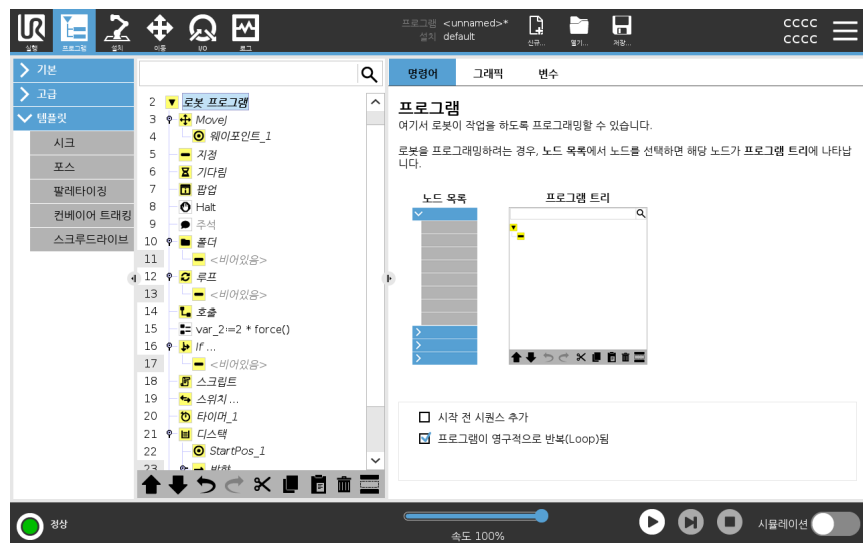 UR
실행
프로그램
설치
이동
I/O
로그
프로그램 <unnamed>*
설치 default
신규...
열기...
저장...
cccc
cccc
기본
고급
템플릿
시크
포스
팔레타이징
컨베이어 트래킹
스크루드라이브
2 로봇 프로그램
3 MoveJ
4 웨이포인트_1
5 지정
6 기다림
7 팝업
8 Halt
9 주석
10 폴더
11 <비어있음>
12 루프
13 <비어있음>
14 호출
15 var_2:=2 * force()
16 If ...
17 <비어있음>
18 스크립트
19 스위치 ...
20 타이머_1
21 디스택
22 StartPos_1
23 방향
명령어 그래픽 변수
프로그램
여기서 로봇이 작업을 하도록 프로그래밍할 수 있습니다.
로봇을 프로그래밍하려는 경우, 노드 목록에서 노드를 선택하면 해당 노드가 프로그램 트리에 나타납
니다.
노드 목록
프로그램 트리
시작 전 시퀀스 추가
프로그램이 영구적으로 반복(Loop)됨
정상
속도 100%
시뮬레이션